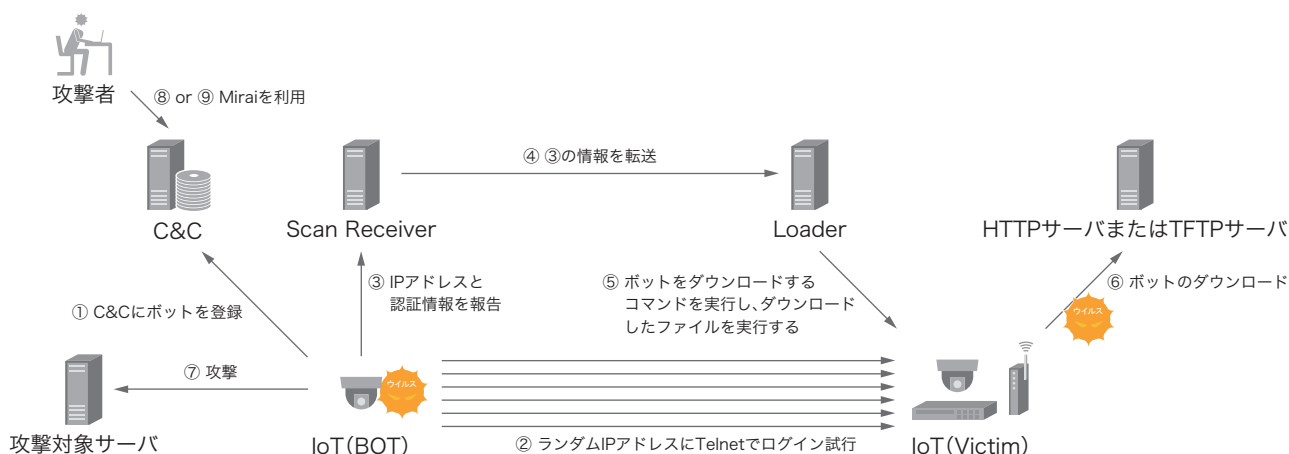 攻撃者
⑧ or ⑨ Miraiを利用
④ ③の情報を転送
C&C
Scan Receiver
Loader
HTTPサーバまたはTFTPサーバ
① C&Cにボットを登録
③ IPアドレスと
認証情報を報告
⑤ ボットをダウンロードする
コマンドを実行し、ダウンロード
したファイルを実行する
⑥ ボットのダウンロード
ウイルス
⑦ 攻撃
ウイルス
攻撃対象サーバ
IoT(BOT)
② ランダムIPアドレスにTelnetでログイン試行
IoT(Victim)